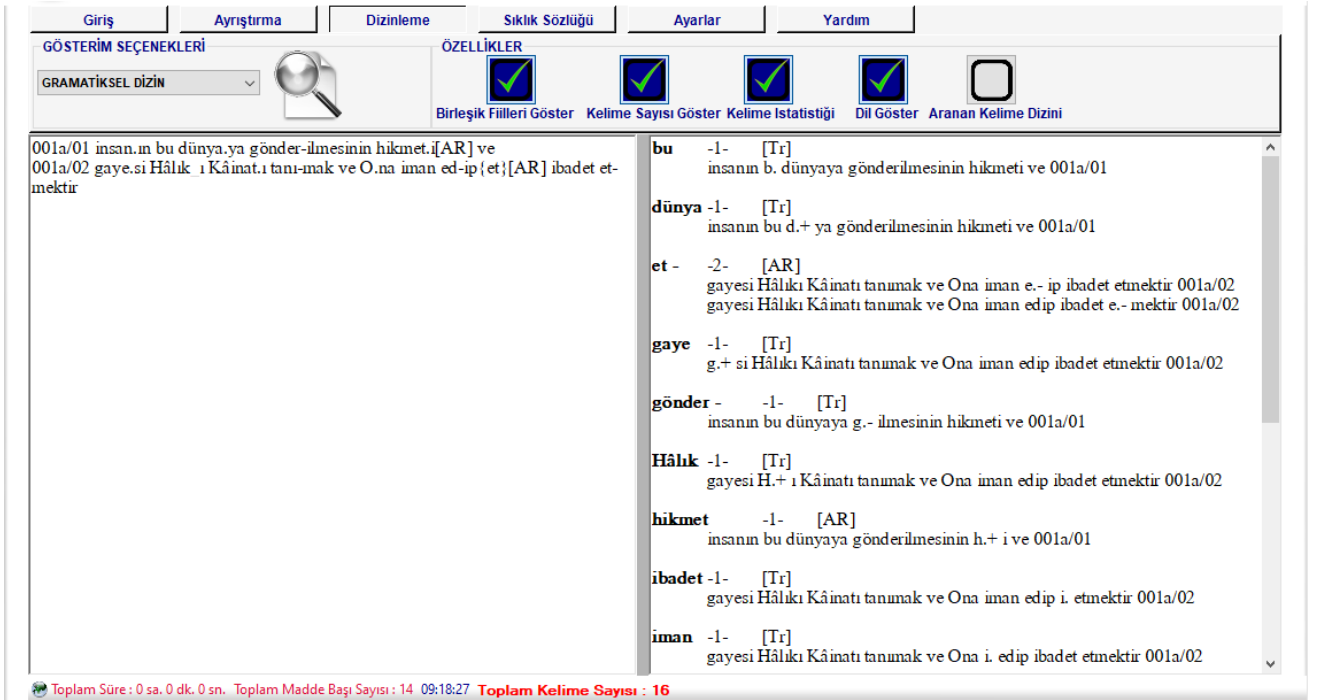 Giriş Ayrıştırma Dizinleme Sıklık Sözlüğü Ayarlar Yardım
GÖSTERİM SEÇENEKLERİ
GRAMATİKSEL DİZİN
ÖZELLİKLER
Birleşik Fiilleri Göster Kelime Sayısı Göster Kelime Istatistiği Dil Göster Aranan Kelime Dizini
001a/01 insan.ın bu dünya.ya gönder-ilmesinin hikmet.i[AR] ve
001a/02 gaye.si Hâlık_ı Kâinat.ı tanı-mak ve O.na iman ed-ip{et}[AR] ibadet et-
mektir
bu -1- [Tr]
insanın b. dünyaya gönderilmesinin hikmeti ve 001a/01
dünya -1- [Tr]
insanın bu d.+ ya gönderilmesinin hikmeti ve 001a/01
et - -2- [AR]
gayesi Hâlıkı Kâinatı tanımak ve Ona iman e.- ip ibadet etmektir 001a/02
gayesi Hâlıkı Kâinatı tanımak ve Ona iman edip ibadet e.- mektir 001a/02
gaye -1- [Tr]
g.+ si Hâlıkı Kâinatı tanımak ve Ona iman edip ibadet etmektir 001a/02
gönder - -1- [Tr]
insanın bu dünyaya g.- ilmesinin hikmeti ve 001a/01
Hâlık -1- [Tr]
gayesi H.+ ı Kâinatı tanımak ve Ona iman edip ibadet etmektir 001a/02
hikmet -1- [AR]
insanın bu dünyaya gönderilmesinin h.+ i ve 001a/01
ibadet -1- [Tr]
gayesi Hâlıkı Kâinatı tanımak ve Ona iman edip i. etmektir 001a/02
iman -1- [Tr]
gayesi Hâlıkı Kâinatı tanımak ve Ona i. edip ibadet etmektir 001a/02
Toplam Süre : 0 sa. 0 dk. 0 sn. Toplam Madde Başı Sayısı : 14 09:18:27 Toplam Kelime Sayısı : 16